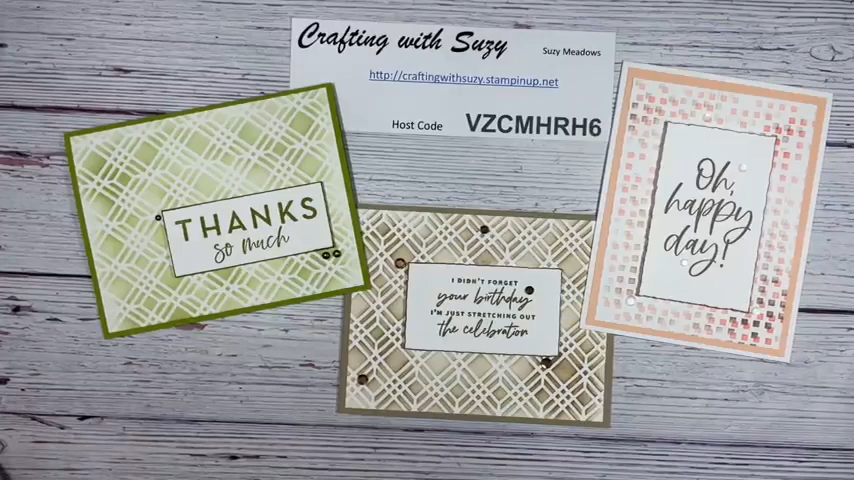 Crafting with Suzy
Suzy Meadows
http://craftingwithsuzy.stampinup.net
Host Code VZCMHRH6
THANKS
so much
I DIDN'T FORGET
your birthday
I'M JUST STRETCHING OUT
the celebration
Oh,
happy
day!